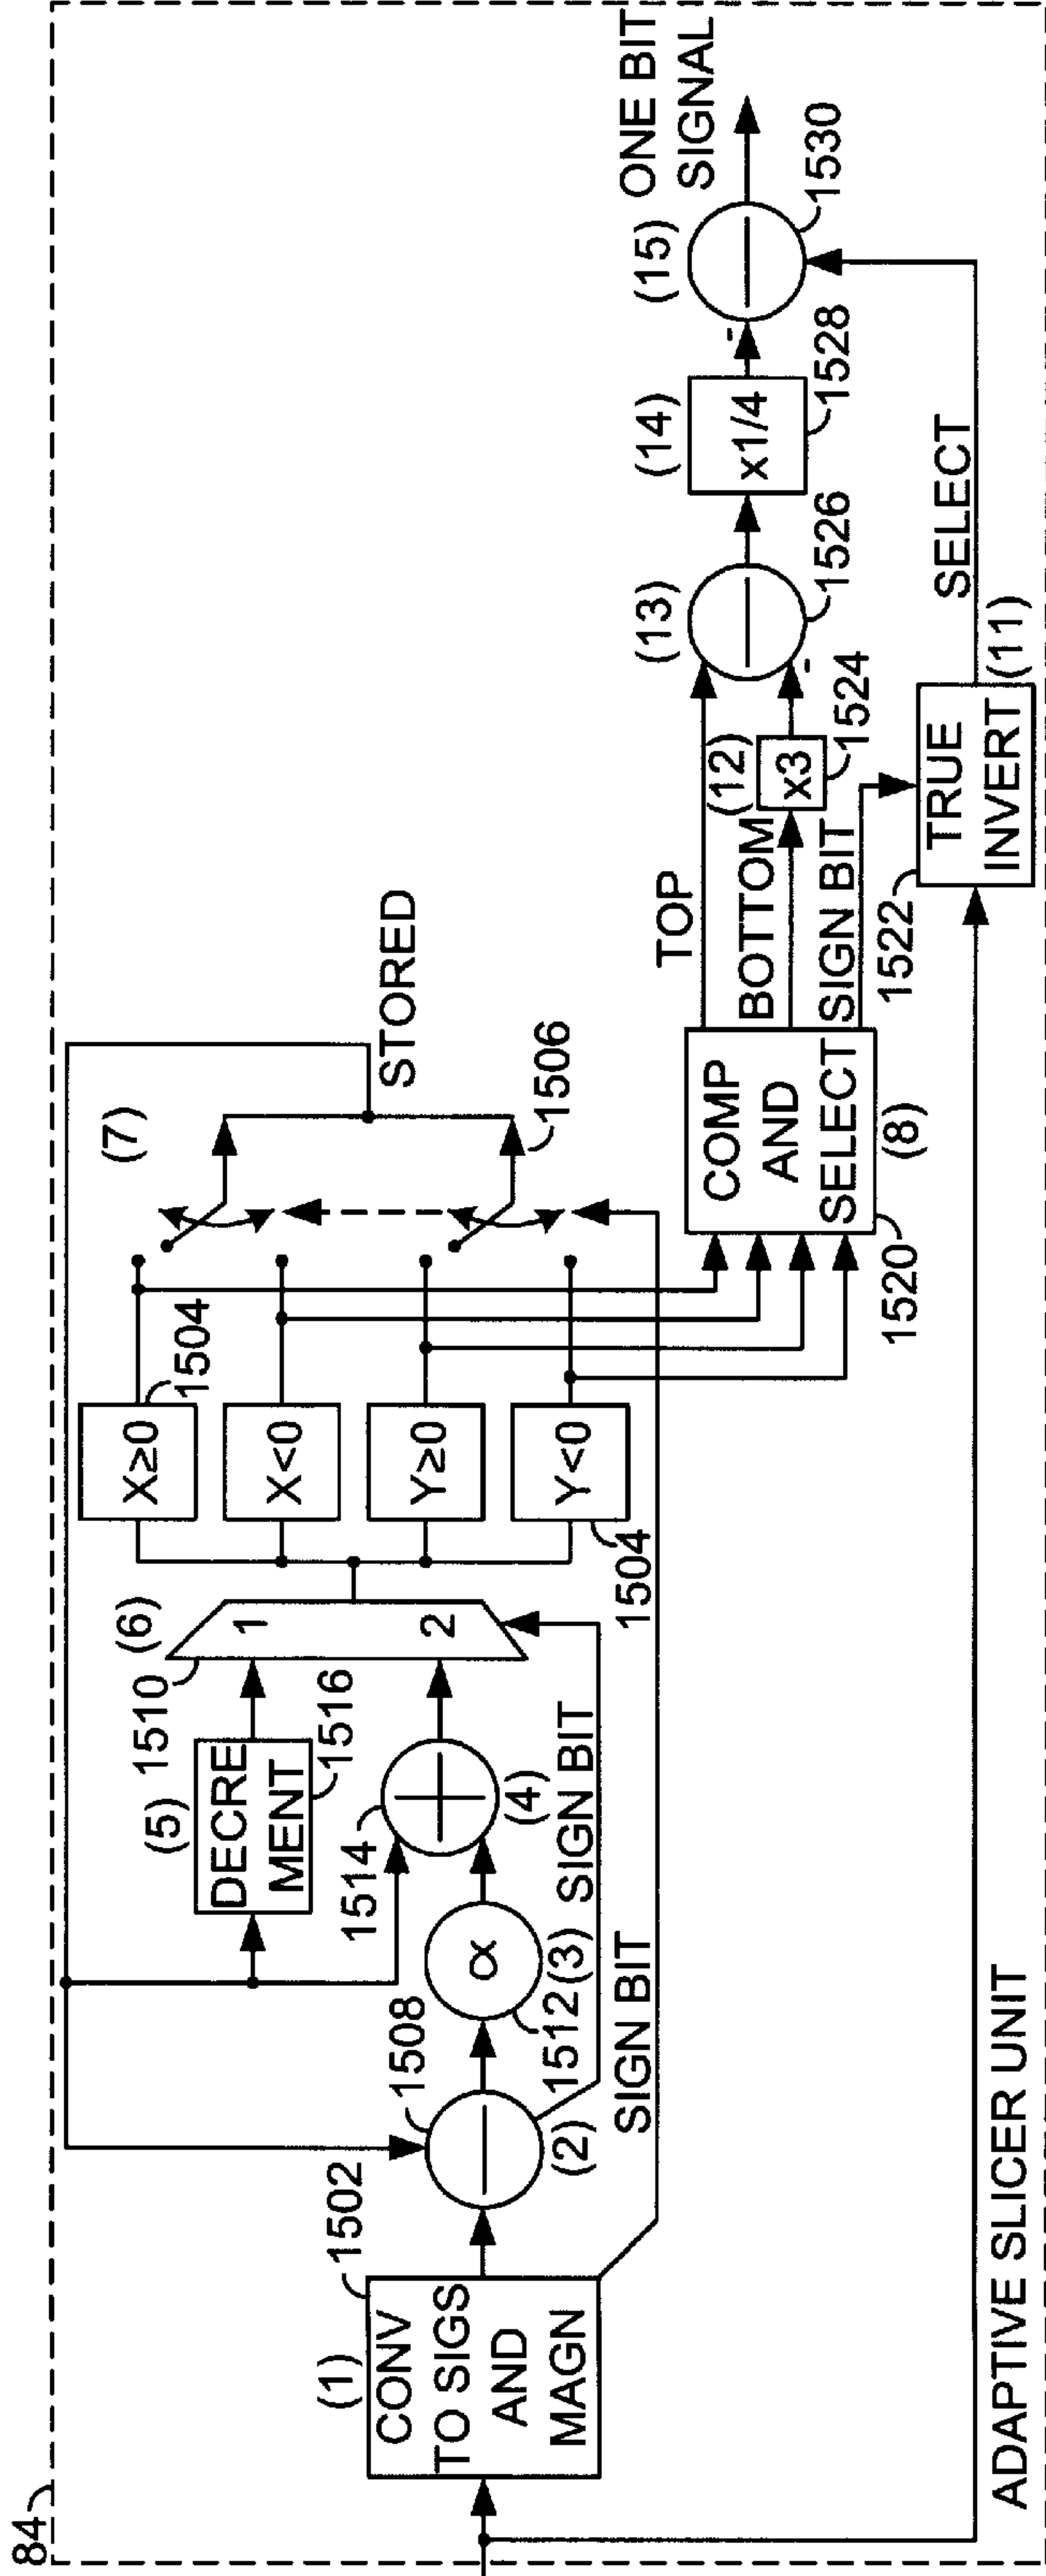 84
(1)
CONV
TO SIGS
AND
MAGN
1502
1508
(2)
∝
1512
(3)
1514
(4)
(5)
DECRE
MENT
1516
1510
(6)
1
2
SIGN BIT
SIGN BIT
X≥0
X<0
Y≥0
Y<0
1504
1504
(7)
1506
STORED
COMP
AND
SELECT
(8)
1520
TOP
BOTTOM
SIGN BIT
1522
TRUE
INVERT
(11)
(12)
x3
1524
(13)
1526
(14)
x1/4
1528
(15)
1530
ONE BIT
SIGNAL
SELECT
ADAPTIVE SLICER UNIT